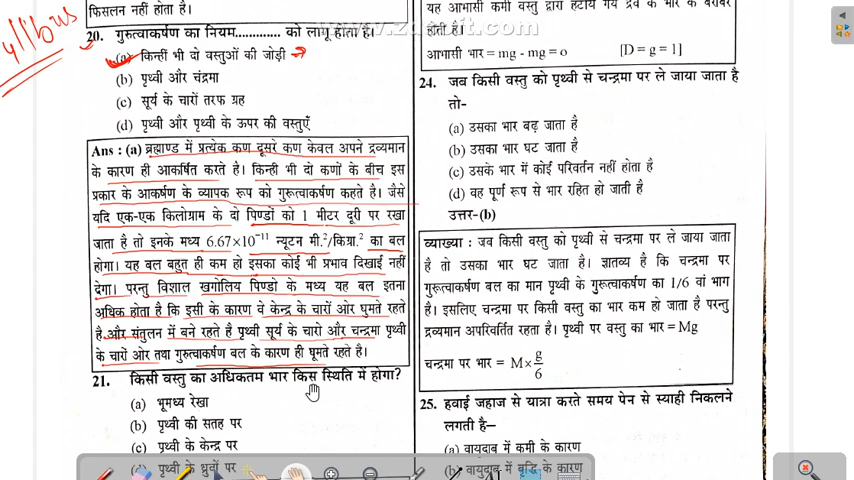 फिसलन नहीं होता है।
20. गुरुत्वाकर्षण का नियम............ को लागू होता है।
(a) किन्हीं भी दो वस्तुओं की जोड़ी
(b) पृथ्वी और चंद्रमा
(c) सूर्य के चारों तरफ ग्रह
(d) पृथ्वी और पृथ्वी के ऊपर की वस्तुएँ
Ans : (a) ब्रह्माण्ड में प्रत्येक कण दूसरे कण केवल अपने द्रव्यमान
के कारण ही आकर्षित करते है। किन्ही भी दो कणों के बीच इस
प्रकार के आकर्षण के व्यापक रूप को गुरूत्वाकर्षण कहते है। जैसे
यदि एक-एक किलोग्राम के दो पिण्डों को 1 मीटर दूरी पर रखा
जाता है तो इनके मध्य 6.67×10⁻¹¹ न्यूटन मी.²/किग्रा.² का बल
होगा। यह बल बहुत ही कम हो इसका कोई भी प्रभाव दिखाई नहीं
देगा। परन्तु विशाल खगोलिय पिण्डो के मध्य यह बल इतना
अधिक होता है कि इसी के कारण वे केन्द्र के चारों ओर घुमते रहते
है और संतुलन में बने रहते है पृथ्वी सूर्य के चारो और चन्द्रमा पृथ्वी
के चारों ओर तथा गुरुत्वाकर्षण बल के कारण ही घूमते रहते है।
21. किसी वस्तु का अधिकतम भार किस स्थिति में होगा?
(a) भूमध्य रेखा
(b) पृथ्वी की सतह पर
(c) पृथ्वी के केन्द्र पर
(d) पृथ्वी के ध्रुवों पर
यह आभासी कमी वस्तु द्वारा हटाये गये द्रव के भार के बराबर
होती है।
आभासी भार = mg - mg = o [D = g = 1]
24. जब किसी वस्तु को पृथ्वी से चन्द्रमा पर ले जाया जाता है
तो-
(a) उसका भार बढ़ जाता है
(b) उसका भार घट जाता है
(c) उसके भार में कोई परिवर्तन नहीं होता है
(d) वह पूर्ण रूप से भार रहित हो जाती है
उत्तर-(b)
व्याख्या : जब किसी वस्तु को पृथ्वी से चन्द्रमा पर ले जाया जाता
है तो उसका भार घट जाता है। ज्ञातव्य है कि चन्द्रमा पर
गुरूत्वाकर्षण बल का मान पृथ्वी के गुरूत्वाकर्षण का 1/6 वां भाग
है। इसलिए चन्द्रमा पर किसी वस्तु का भार कम हो जाता है परन्तु
द्रव्यमान अपरिवर्तित रहता है। पृथ्वी पर वस्तु का भार = Mg
चन्द्रमा पर भार = M×g/6
25. हवाई जहाज से यात्रा करते समय पेन से स्याही निकलने
लगती है–
(a) वायुदाब में कमी के कारण
(b) वायुदाब में वृद्धि के कारण